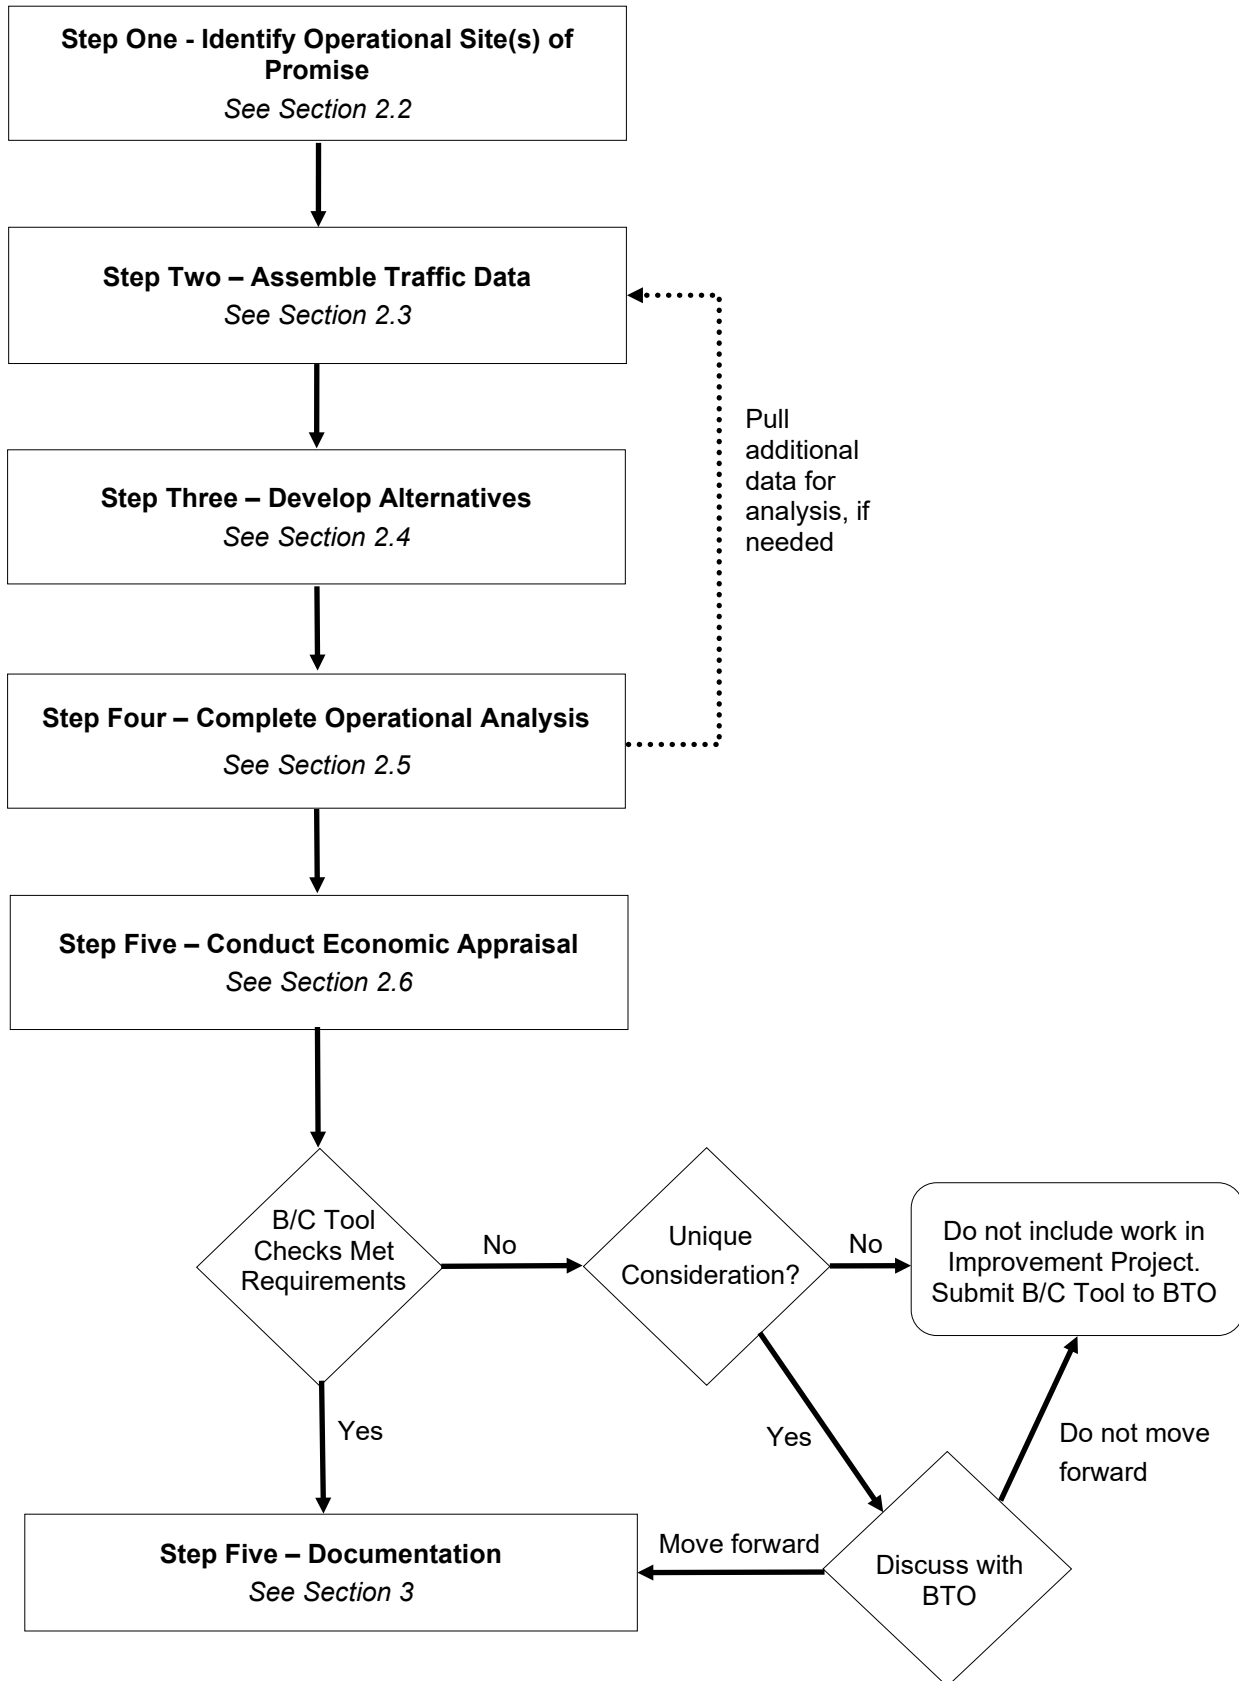 Step One - Identify Operational Site(s) of
Promise
See Section 2.2
Step Two – Assemble Traffic Data
See Section 2.3
Pull
additional
data for
analysis, if
needed
Step Three – Develop Alternatives
See Section 2.4
Step Four – Complete Operational Analysis
See Section 2.5
Step Five – Conduct Economic Appraisal
See Section 2.6
B/C Tool
Checks Met
Requirements
No
Unique
Consideration?
No
Do not include work in
Improvement Project.
Submit B/C Tool to BTO
Yes
Yes
Do not move
forward
Step Five – Documentation
See Section 3
Move forward
Discuss with
BTO